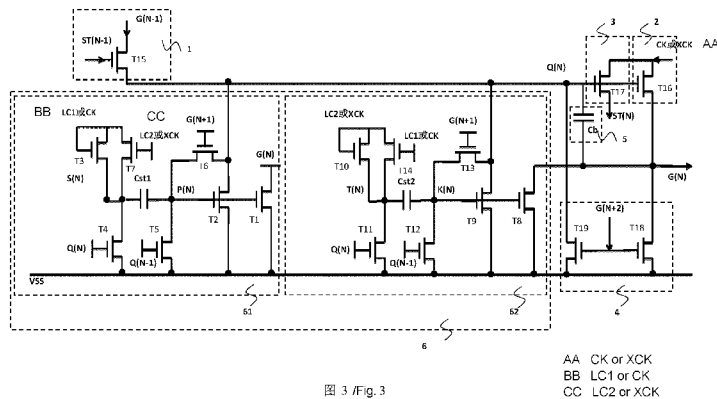 G(N-1)
ST(N-1)
T15
1
3
2
CK或XCK
AA
Q(N)
T17
T16
ST(N)
Cb
5
G(N)
BB
LC1或CK
CC
LC2或XCK
T3
T7
S(N)
Cst1
G(N+1)
T6
P(N)
G(N)
T2
T1
T4
T5
Q(N)
Q(N-1)
VSS
61
LC2或XCK
LC1或CK
T10
T14
T(N)
Cst2
G(N+1)
T13
K(N)
T9
T8
T11
T12
Q(N)
Q(N-1)
62
6
G(N+2)
T19
T18
4
AA CK or XCK
BB LC1 or CK
CC LC2 or XCK
图 3 /Fig. 3